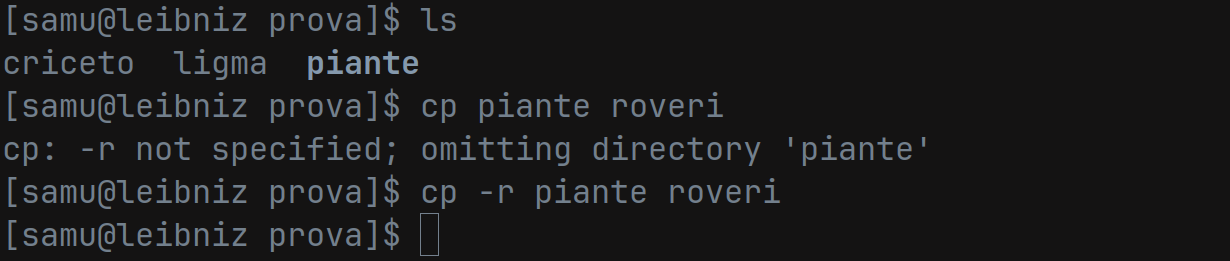 [samu@leibniz prova]$ ls
criceto  ligma  piante
[samu@leibniz prova]$ cp piante roveri
cp: -r not specified; omitting directory 'piante'
[samu@leibniz prova]$ cp -r piante roveri
[samu@leibniz prova]$